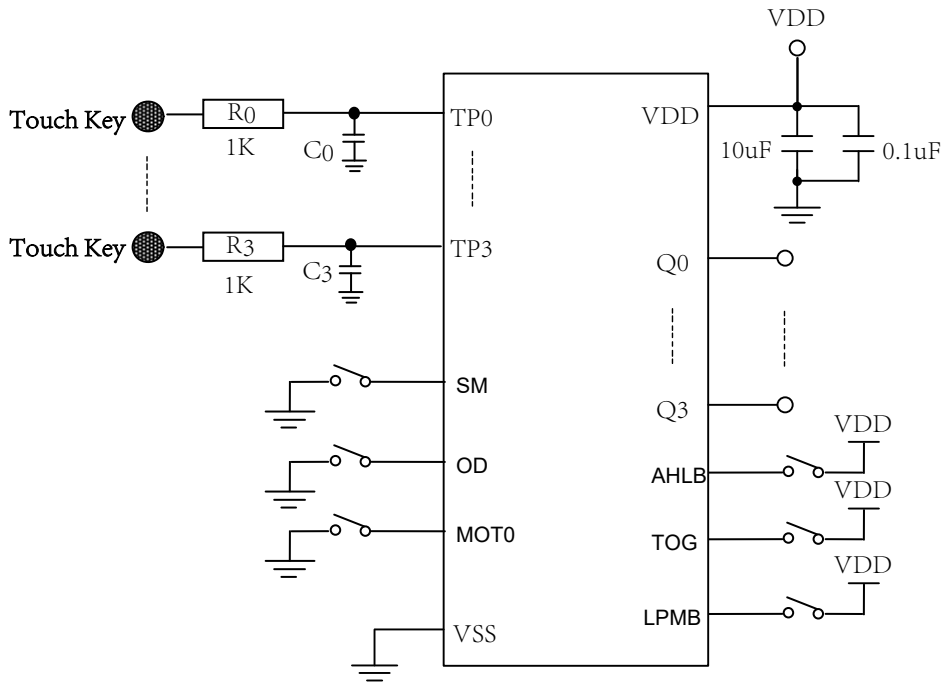 VDD
Touch Key
R0
1K
C0
TP0
VDD
10uF
0.1uF
Touch Key
R3
1K
C3
TP3
Q0
SM
Q3
VDD
OD
AHLB
VDD
MOT0
TOG
VDD
LPMB
VSS